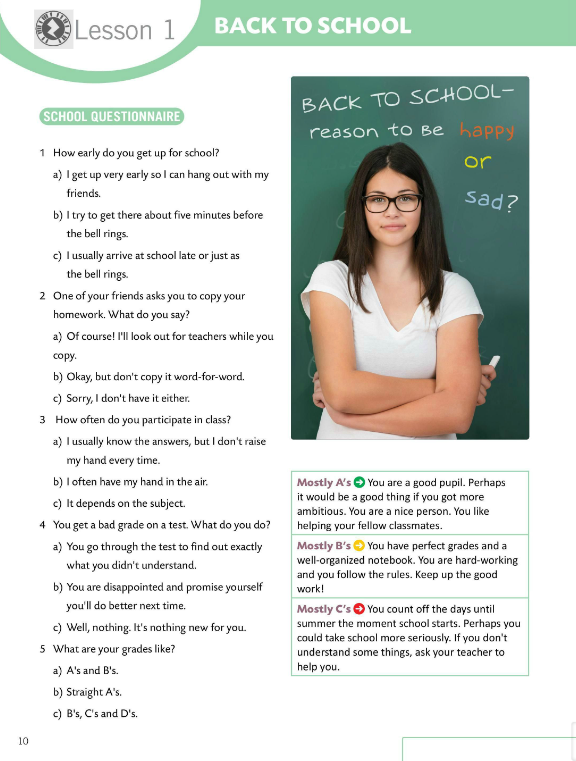 Lesson 1
BACK TO SCHOOL
SCHOOL QUESTIONNAIRE
1 How early do you get up for school?
a) I get up very early so I can hang out with my
friends.
b) I try to get there about five minutes before
the bell rings.
c) I usually arrive at school late or just as
the bell rings.
2 One of your friends asks you to copy your
homework. What do you say?
a) Of course! I'll look out for teachers while you
copy.
b) Okay, but don't copy it word-for-word.
c) Sorry, I don't have it either.
3 How often do you participate in class?
a) I usually know the answers, but I don't raise
my hand every time.
b) I often have my hand in the air.
c) It depends on the subject.
4 You get a bad grade on a test. What do you do?
a) You go through the test to find out exactly
what you didn't understand.
b) You are disappointed and promise yourself
you'll do better next time.
c) Well, nothing. It's nothing new for you.
5 What are your grades like?
a) A's and B's.
b) Straight A's.
c) B's, C's and D's.
BACK TO SCHOOL–
reason to be happy
or
sad?
Mostly A's You are a good pupil. Perhaps
it would be a good thing if you got more
ambitious. You are a nice person. You like
helping your fellow classmates.
Mostly B's You have perfect grades and a
well-organized notebook. You are hard-working
and you follow the rules. Keep up the good
work!
Mostly C's You count off the days until
summer the moment school starts. Perhaps you
could take school more seriously. If you don't
understand some things, ask your teacher to
help you.
10